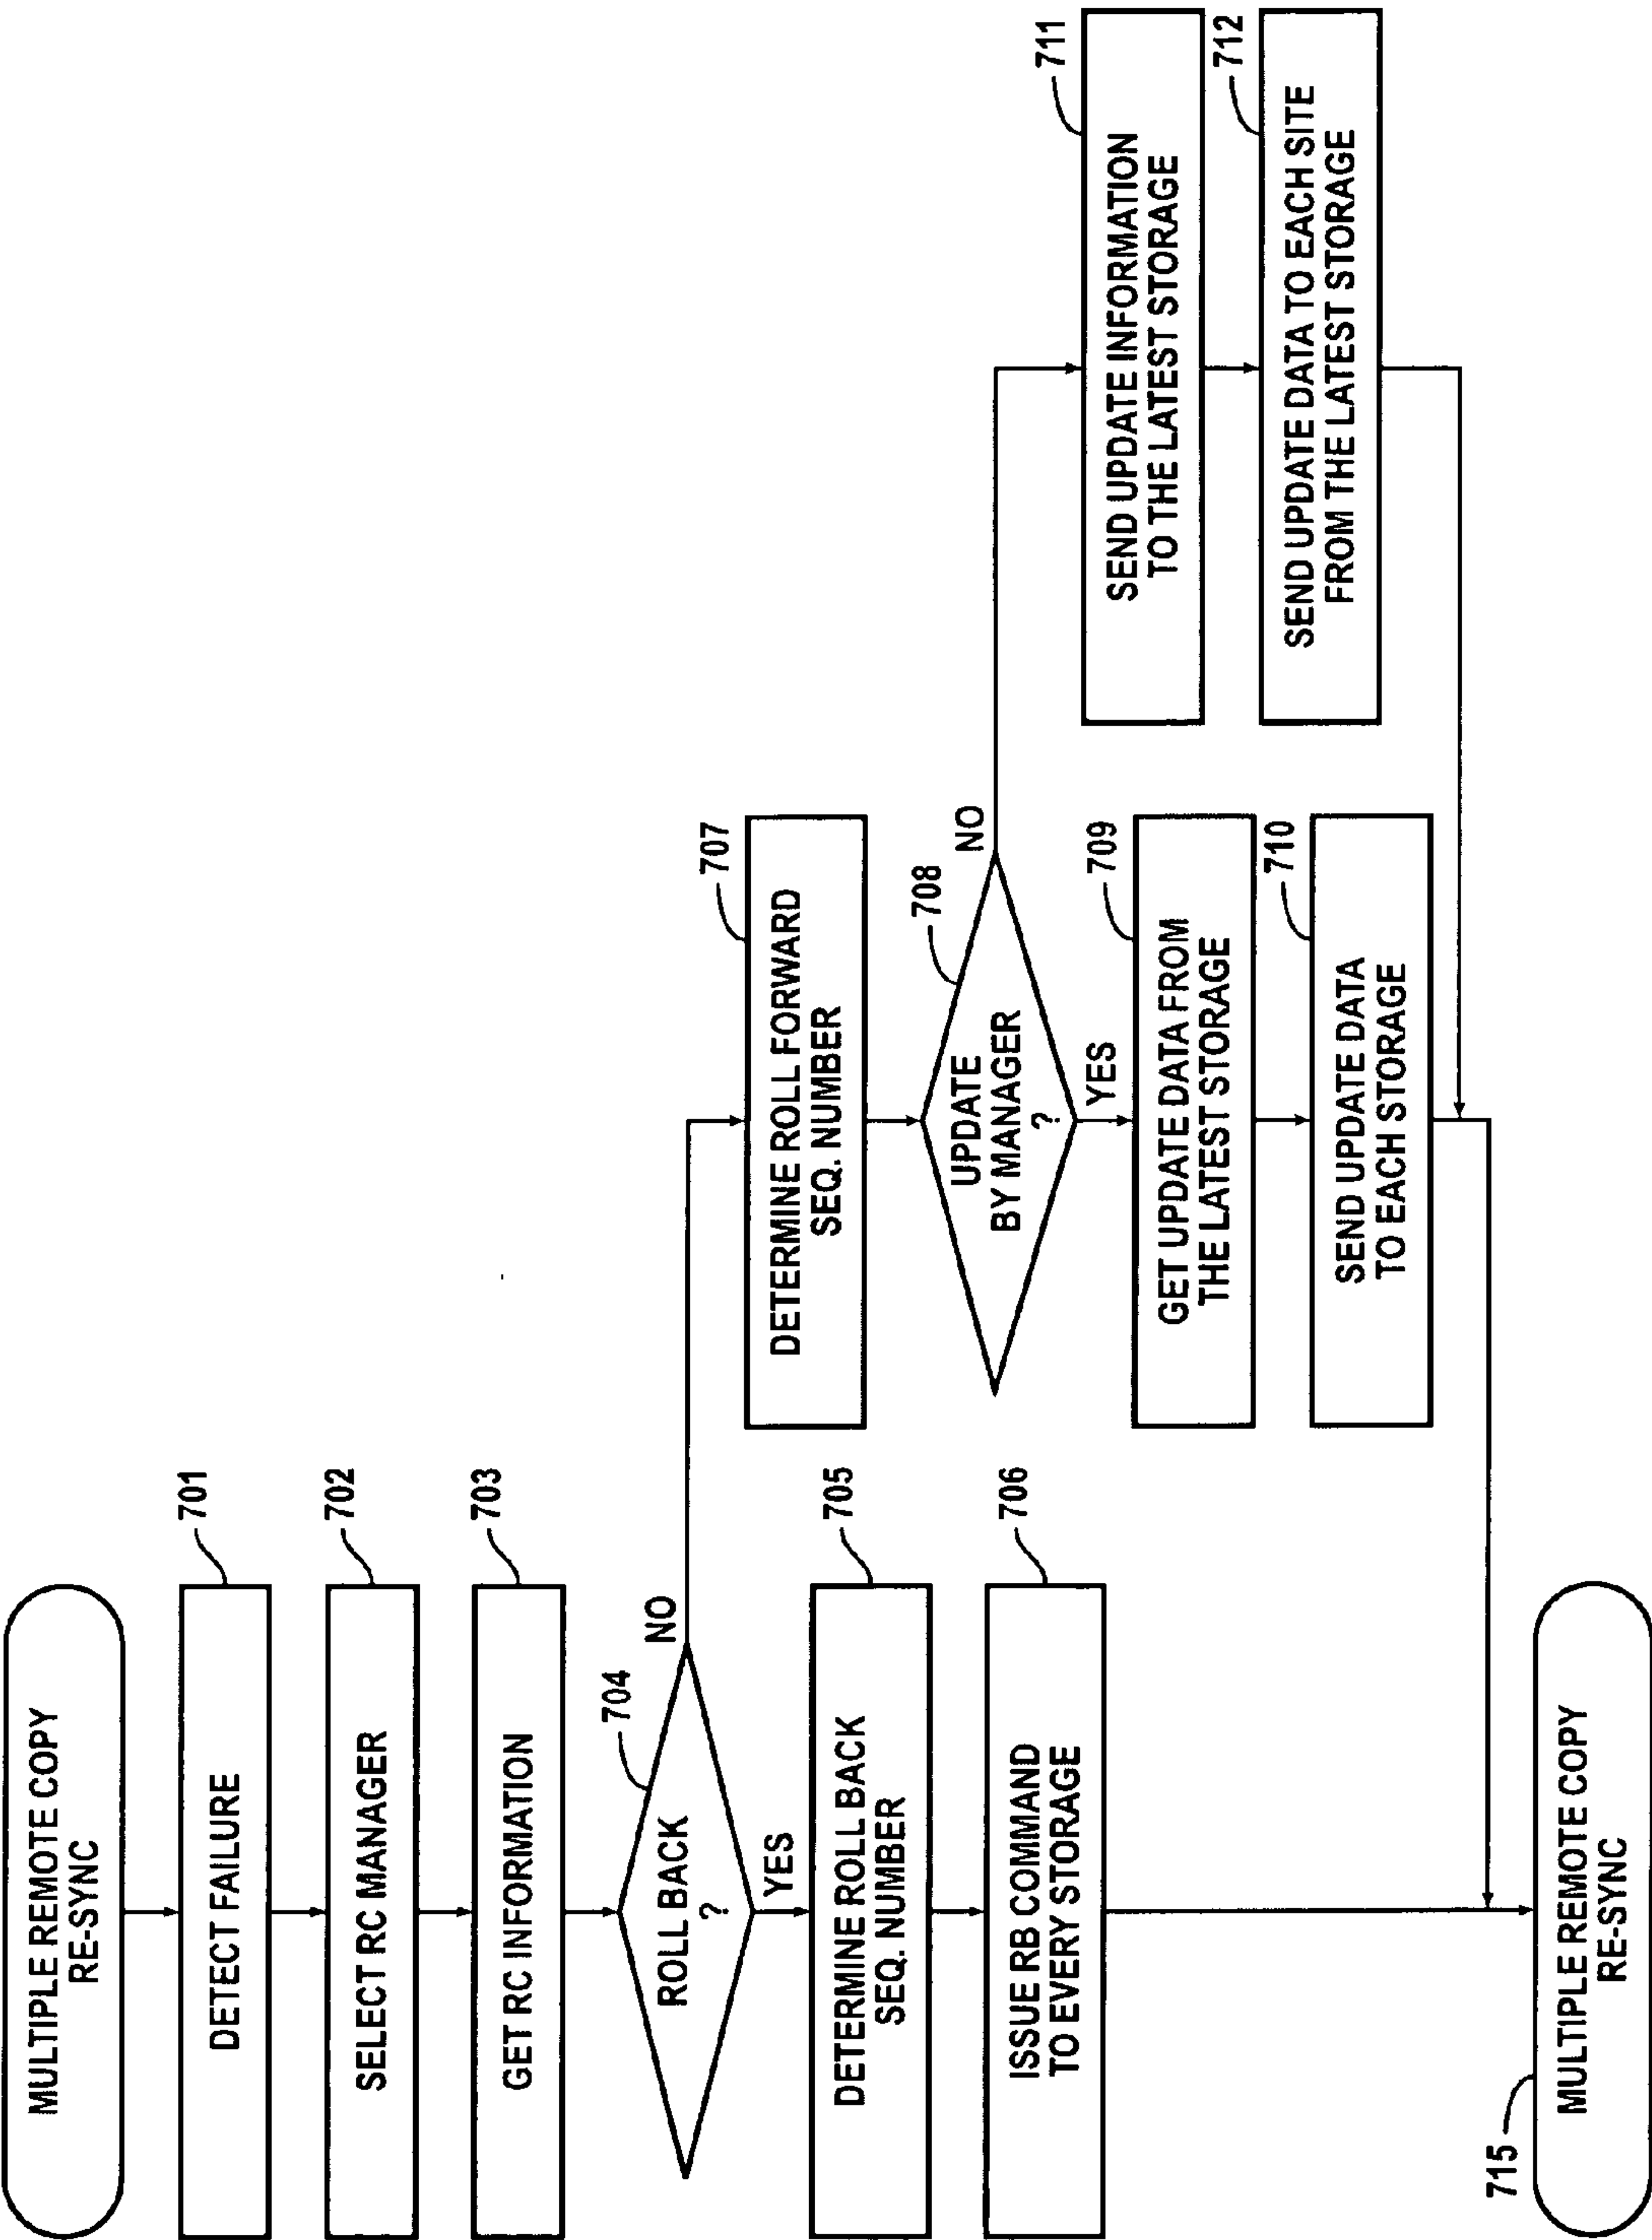 MULTIPLE REMOTE COPY
RE-SYNC
701
DETECT FAILURE
702
SELECT RC MANAGER
703
GET RC INFORMATION
704
ROLL BACK
?
NO
YES
705
DETERMINE ROLL BACK
SEQ. NUMBER
706
ISSUE RB COMMAND
TO EVERY STORAGE
707
DETERMINE ROLL FORWARD
SEQ. NUMBER
708
UPDATE
BY MANAGER
?
NO
YES
709
GET UPDATE DATA FROM
THE LATEST STORAGE
710
SEND UPDATE DATA
TO EACH STORAGE
711
SEND UPDATE INFORMATION
TO THE LATEST STORAGE
712
SEND UPDATE DATA TO EACH SITE
FROM THE LATEST STORAGE
715
MULTIPLE REMOTE COPY
RE-SYNC